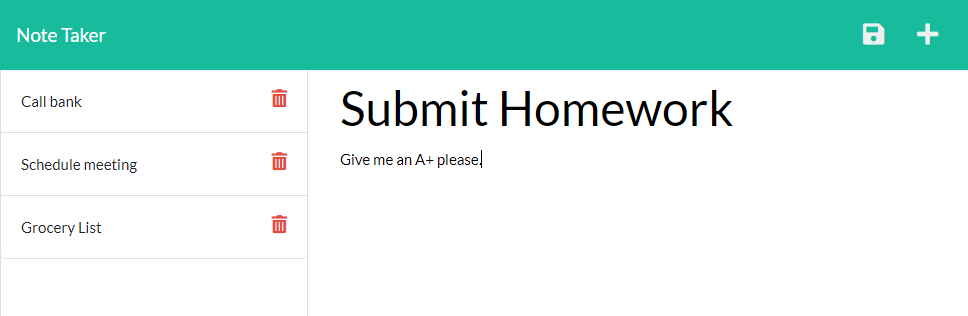 Note Taker
Call bank
Schedule meeting
Grocery List
Submit Homework
Give me an A+ please.